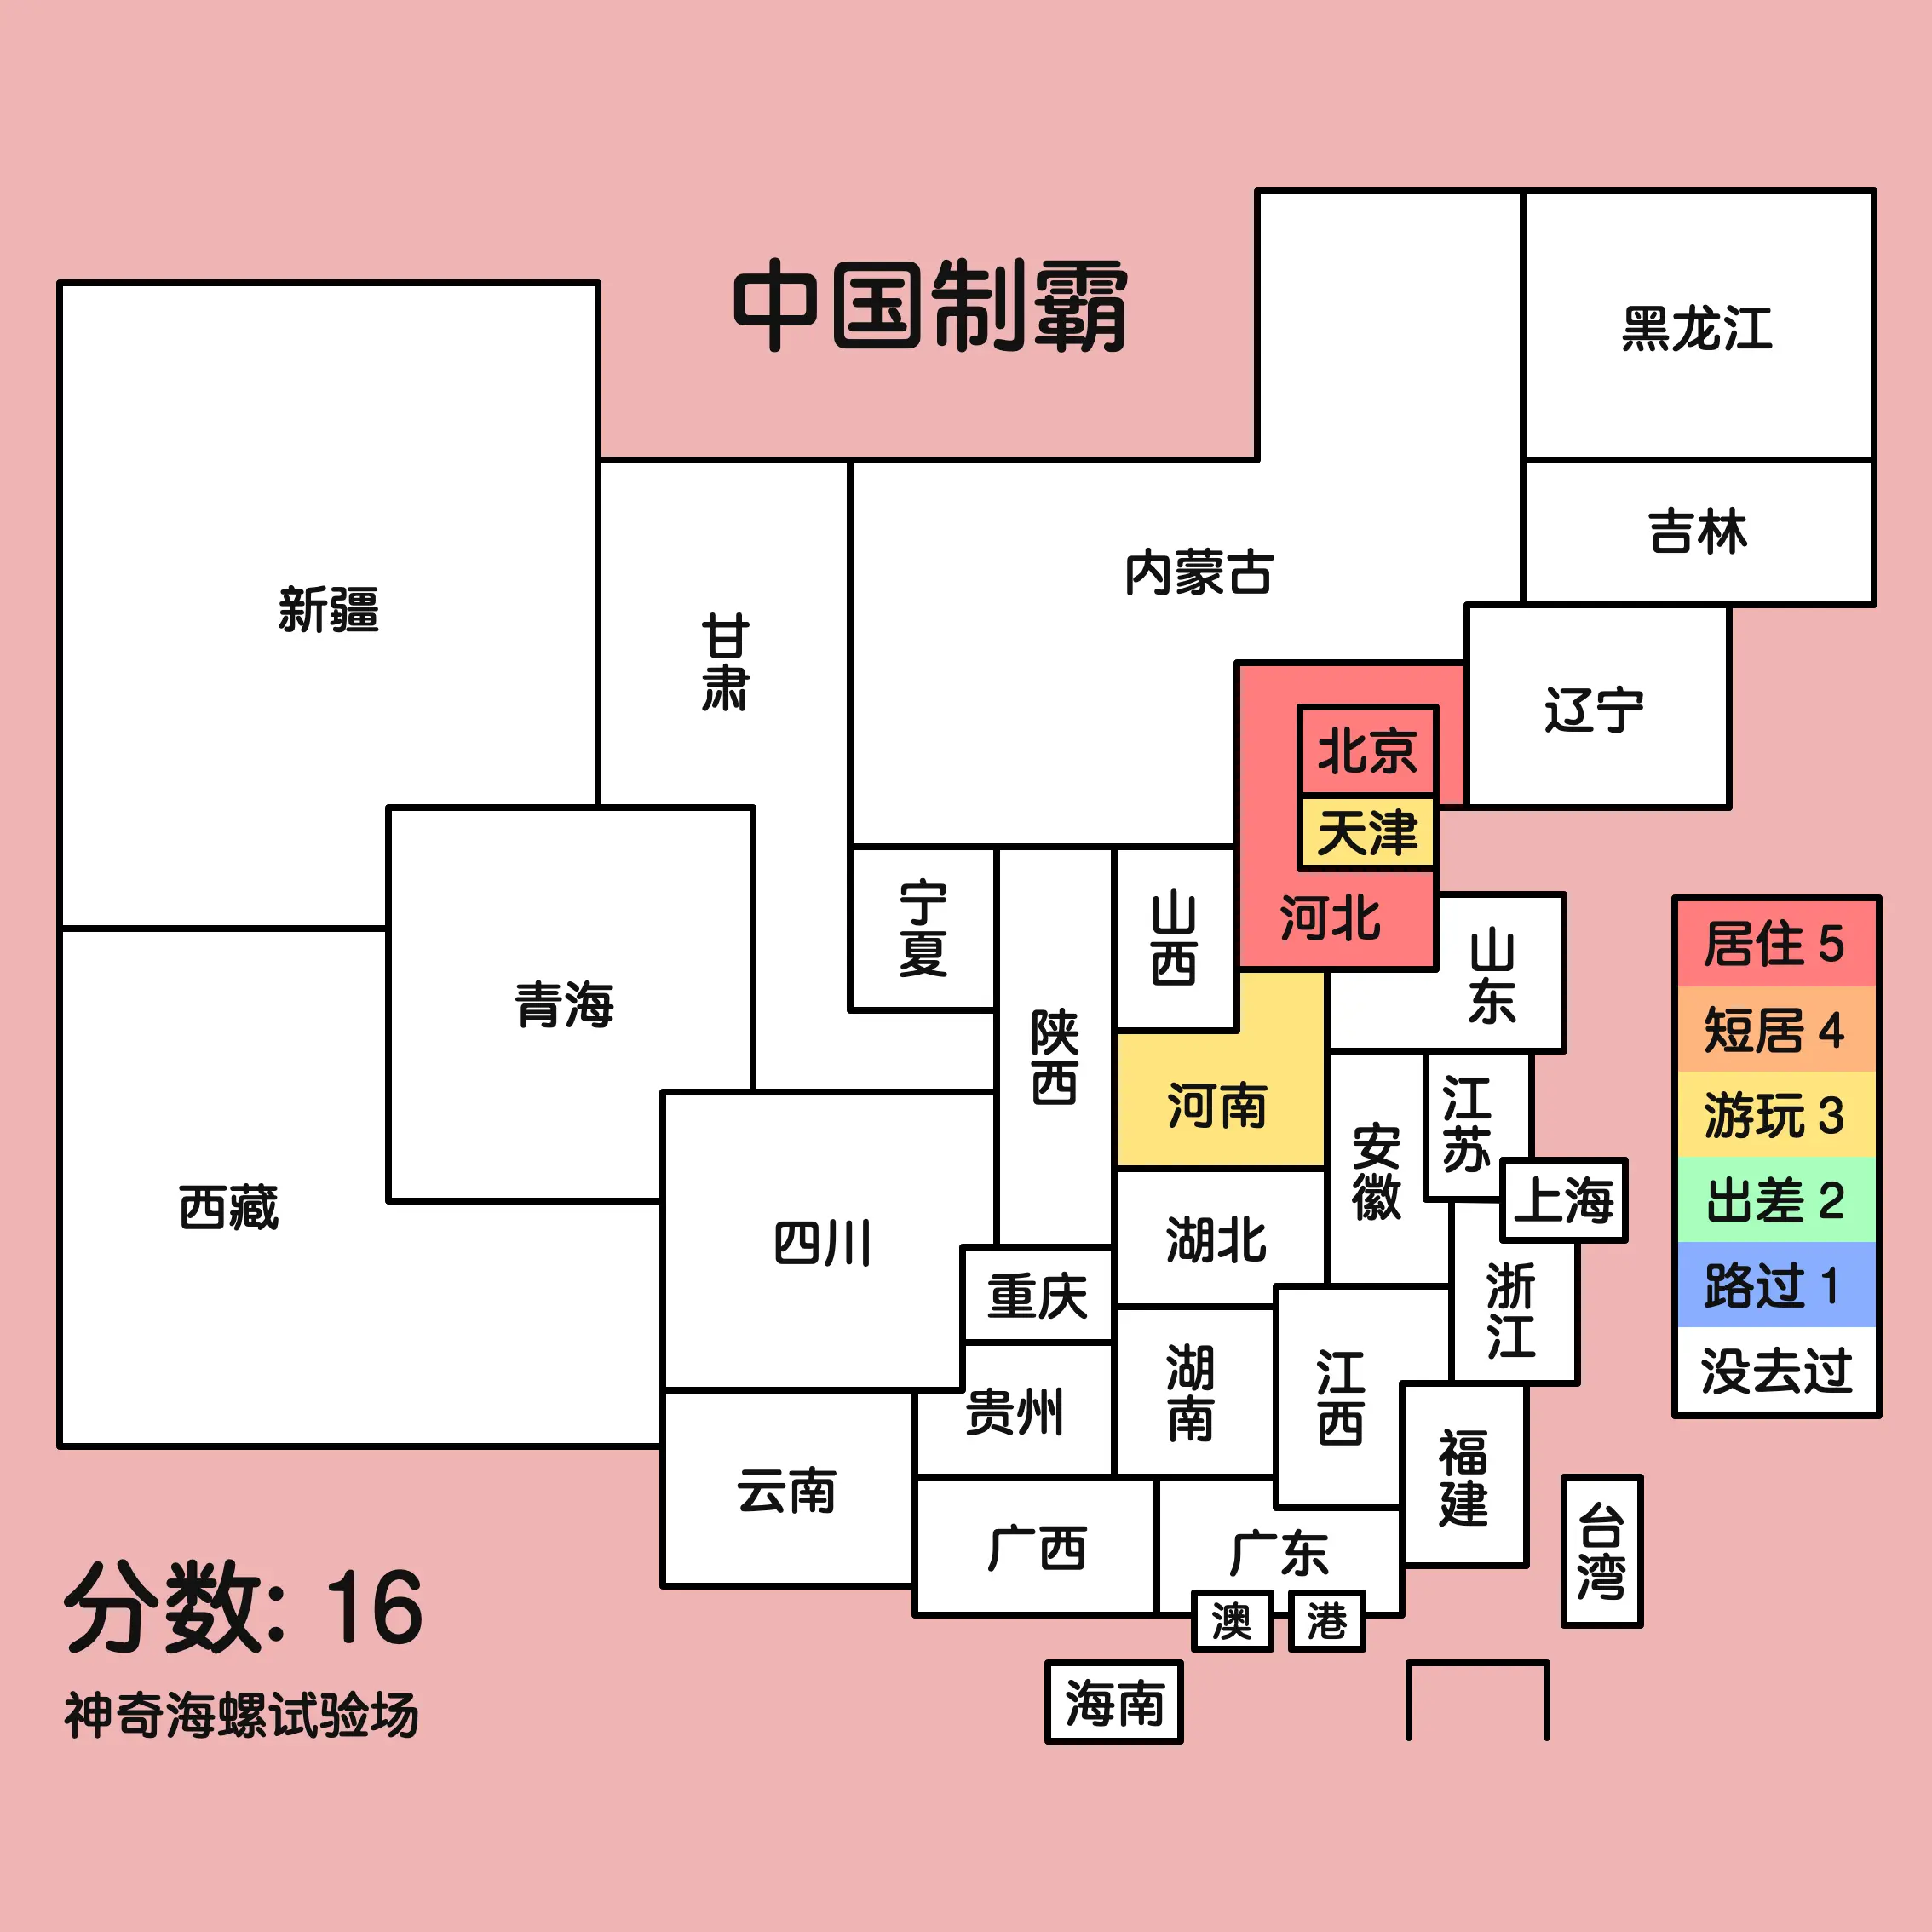 中国制霸
黑龙江
吉林
内蒙古
新疆
甘肃
辽宁
北京
天津
河北
宁夏
山西
山东
青海
陕西
河南
江苏
安徽
上海
西藏
四川
湖北
重庆
浙江
湖南
江西
贵州
福建
云南
广西
广东
台湾
澳
港
海南
居住 5
短居 4
游玩 3
出差 2
路过 1
没去过
分数: 16
神奇海螺试验场